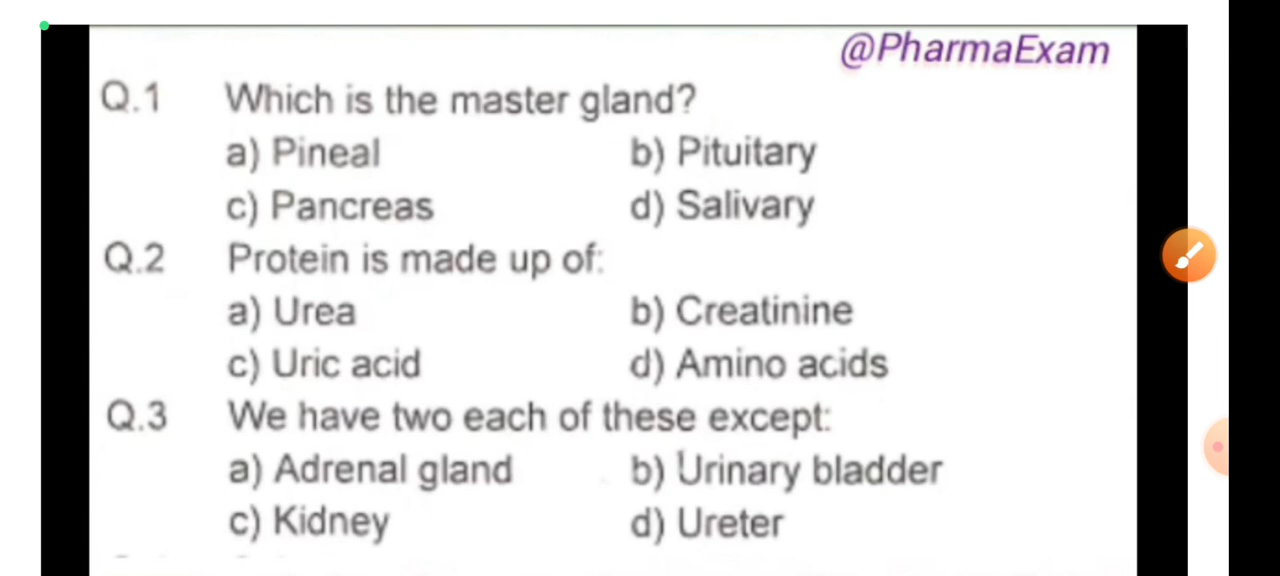 @PharmaExam
Q.1 Which is the master gland?
a) Pineal b) Pituitary
c) Pancreas d) Salivary
Q.2 Protein is made up of:
a) Urea b) Creatinine
c) Uric acid d) Amino acids
Q.3 We have two each of these except:
a) Adrenal gland b) Urinary bladder
c) Kidney d) Ureter